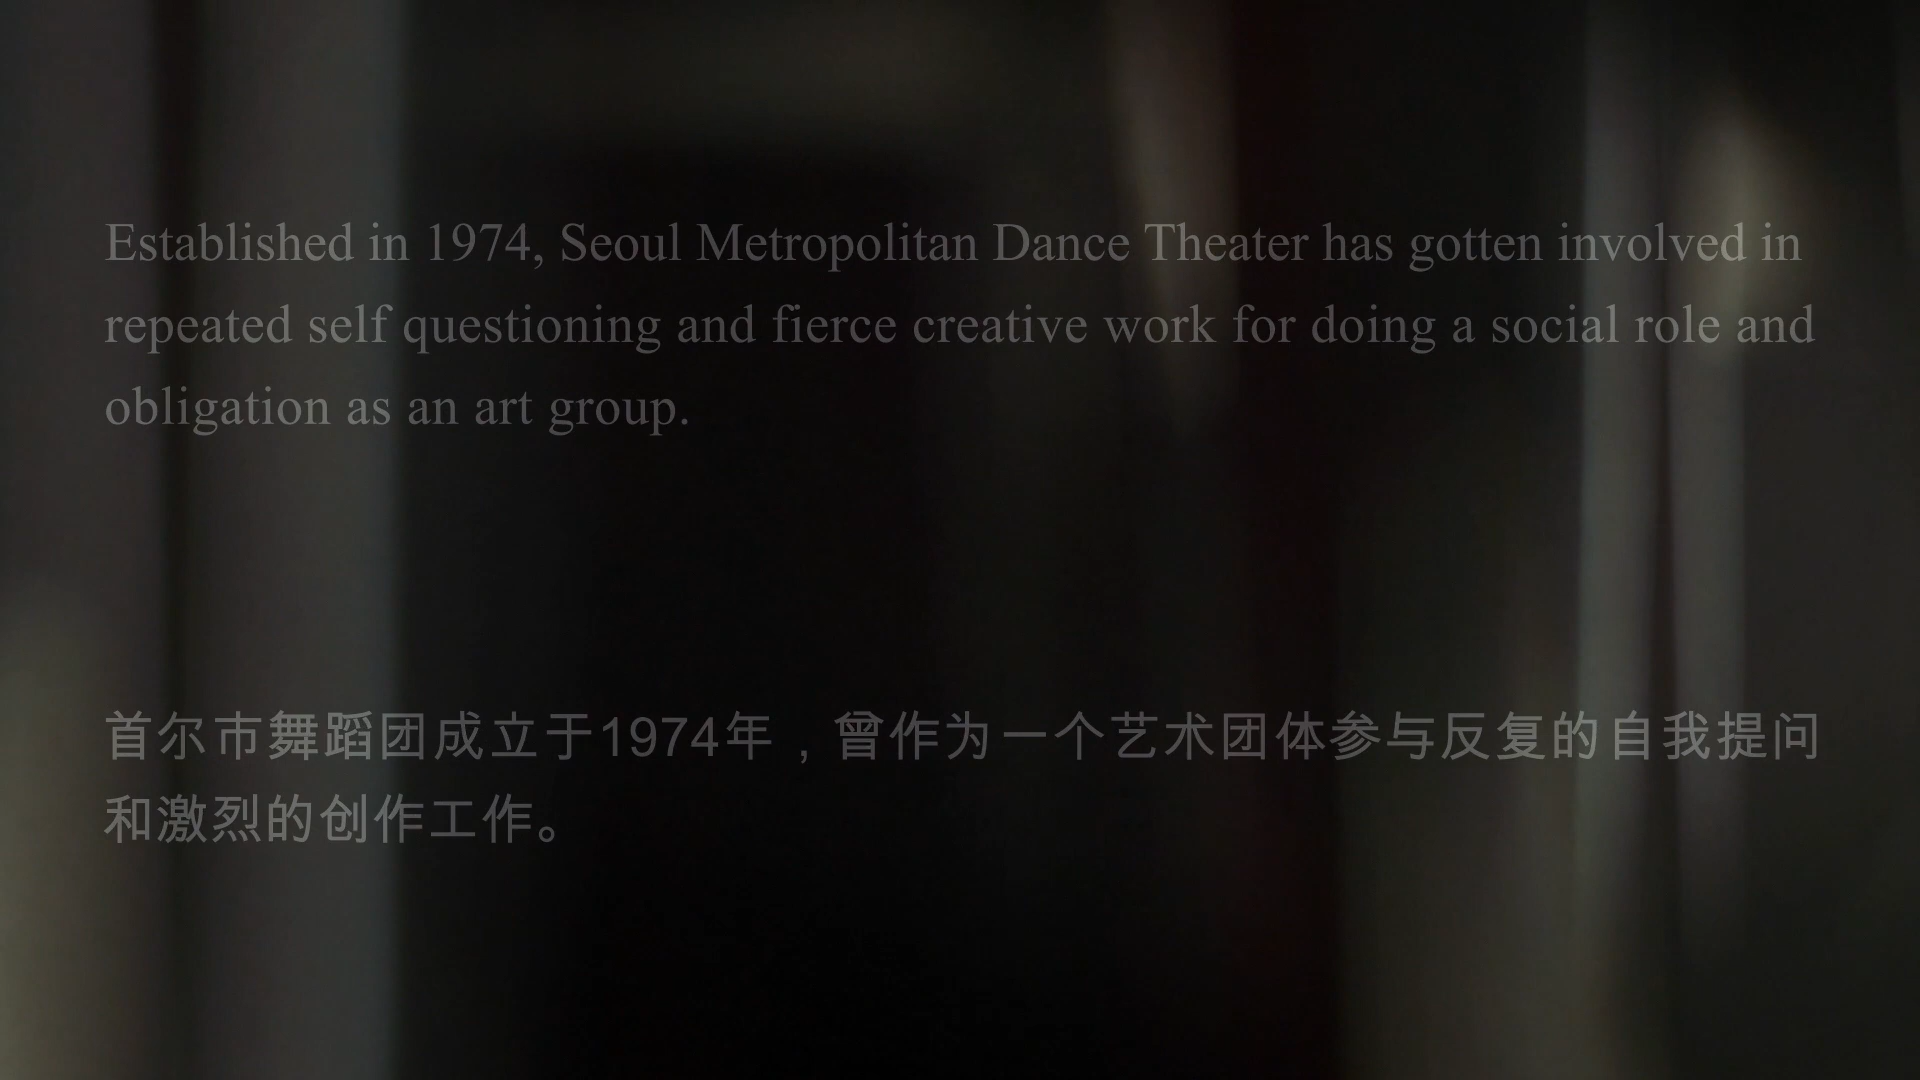 Established in 1974, Seoul Metropolitan Dance Theater has gotten involved in
repeated self questioning and fierce creative work for doing a social role and
obligation as an art group.
首尔市舞蹈团成立于1974年，曾作为一个艺术团体参与反复的自我提问
和激烈的创作工作。